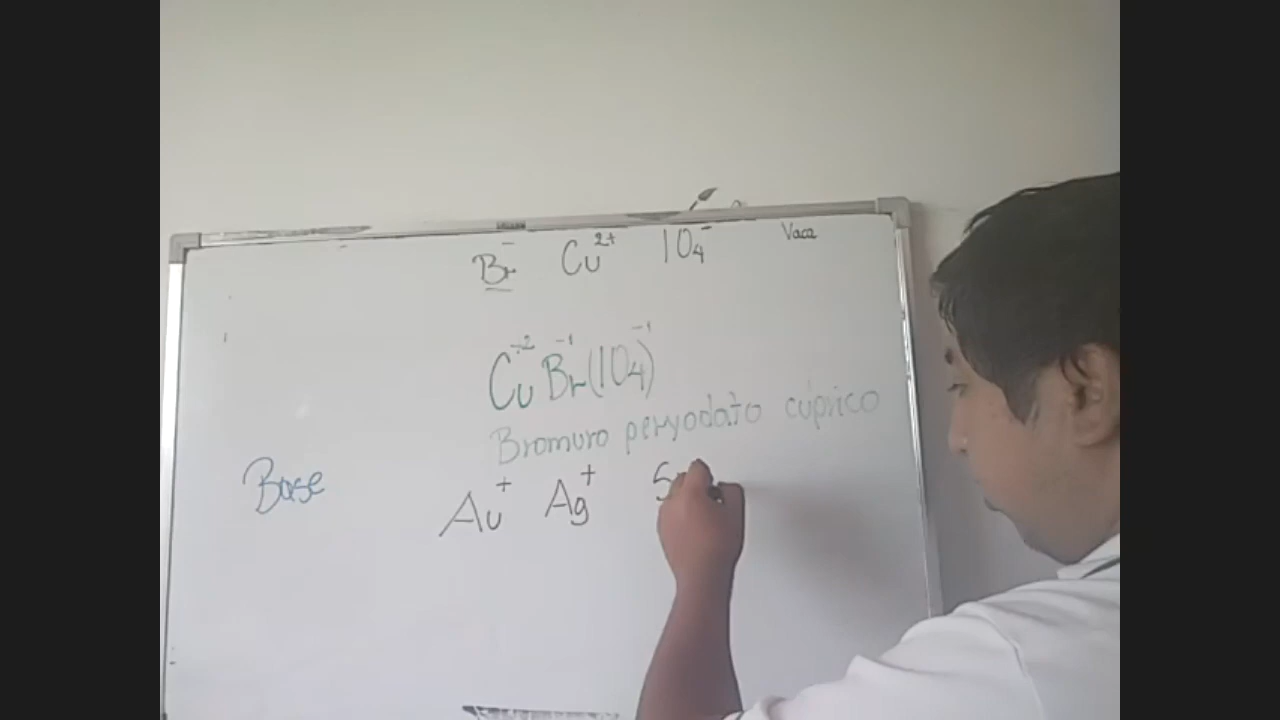 Br⁻ Cu²⁺ IO₄⁻ Vaca
Cu⁺² Br⁻¹ (IO₄)⁻¹
Bromuro peryodato cúprico
Base
Au⁺ Ag⁺ S